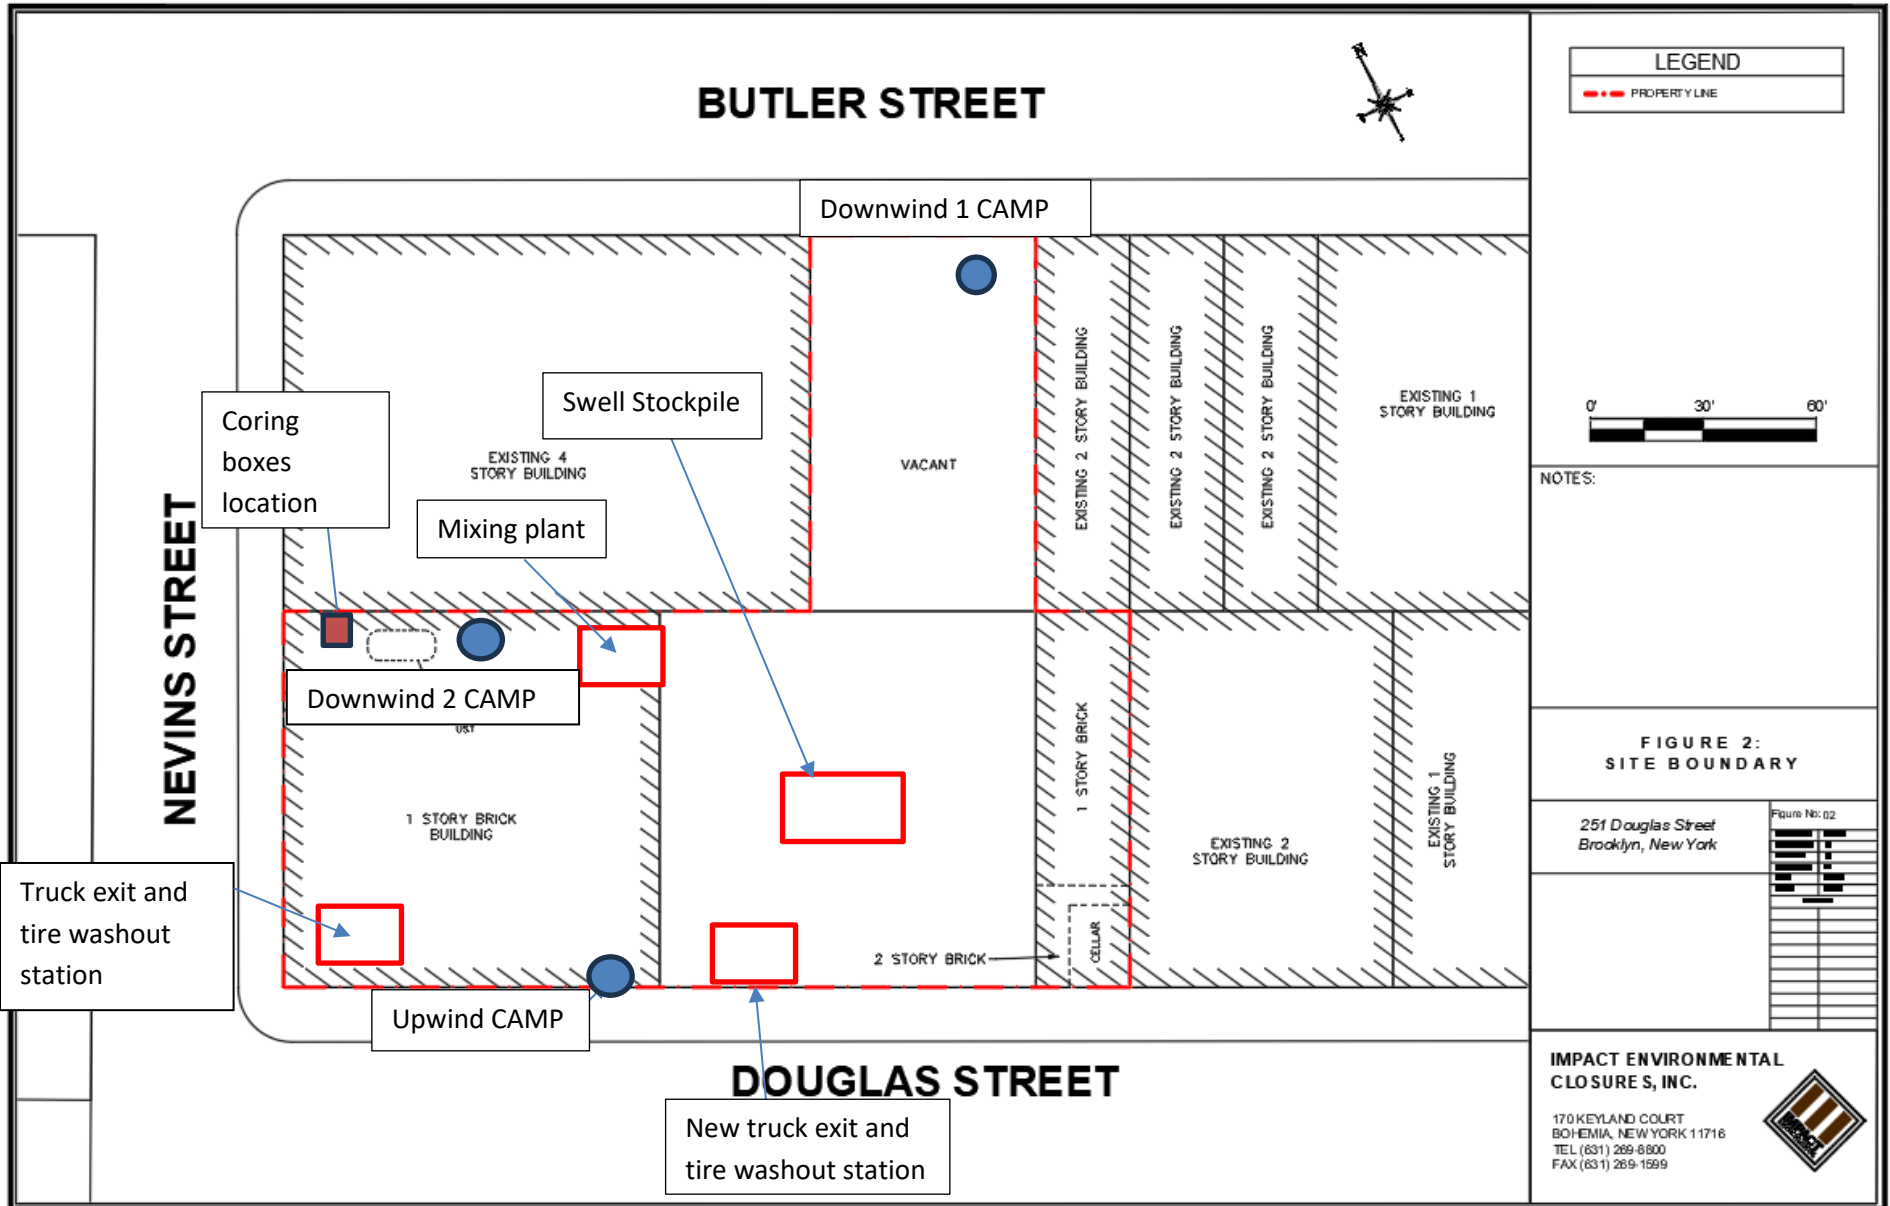 BUTLER STREET
N
LEGEND
PROPERTY LINE
Downwind 1 CAMP
Swell Stockpile
Coring
boxes
location
EXISTING 4
STORY BUILDING
VACANT
EXISTING 2 STORY BUILDING
EXISTING 2 STORY BUILDING
EXISTING 2 STORY BUILDING
EXISTING 1
STORY BUILDING
0' 30' 60'
NOTES:
Mixing plant
NEVINS STREET
Downwind 2 CAMP
UST
1 STORY BRICK
BUILDING
1 STORY BRICK
EXISTING 2
STORY BUILDING
EXISTING 1
STORY BUILDING
FIGURE 2:
SITE BOUNDARY
251 Douglas Street
Brooklyn, New York
Figure No: 02
Truck exit and
tire washout
station
2 STORY BRICK
CELLAR
Upwind CAMP
DOUGLAS STREET
New truck exit and
tire washout station
IMPACT ENVIRONMENTAL
CLOSURES, INC.
170 KEYLAND COURT
BOHEMIA, NEW YORK 11716
TEL (631) 269-8800
FAX (631) 269-1599
IMPACT